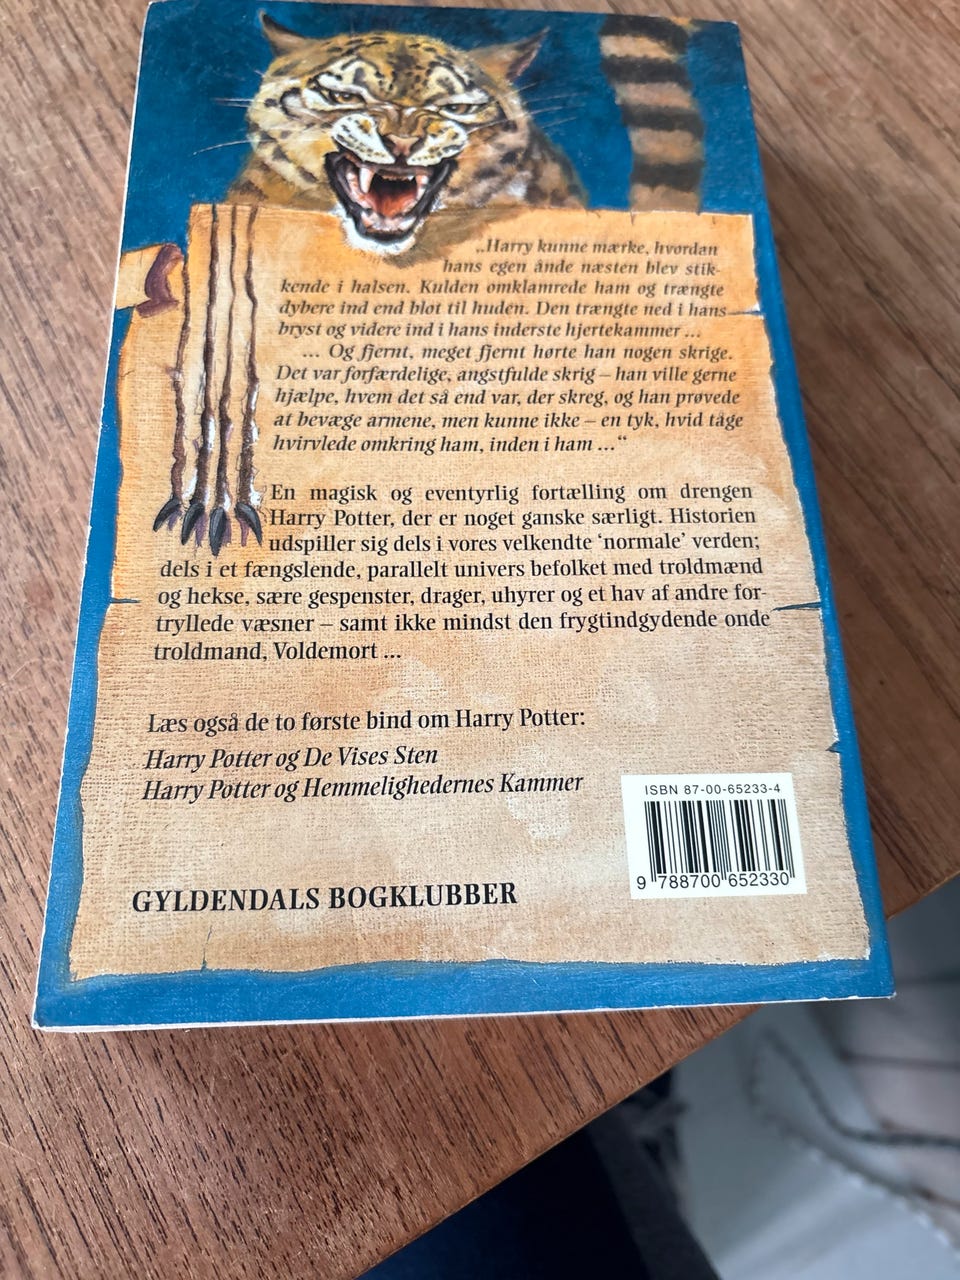 „Harry kunne mærke, hvordan
hans egen ånde næsten blev stik-
kende i halsen. Kulden omklamrede ham og trængte
dybere ind end blot til huden. Den trængte ned i hans
bryst og videre ind i hans inderste hjertekammer ...
... Og fjernt, meget fjernt hørte han nogen skrige.
Det var forfærdelige, angstfulde skrig – han ville gerne
hjælpe, hvem det så end var, der skreg, og han prøvede
at bevæge armene, men kunne ikke – en tyk, hvid tåge
hvirvlede omkring ham, inden i ham ...“
En magisk og eventyrlig fortælling om drengen
Harry Potter, der er noget ganske særligt. Historien
udspiller sig dels i vores velkendte ‘normale’ verden;
dels i et fængslende, parallelt univers befolket med troldmænd
og hekse, sære gespenster, drager, uhyrer og et hav af andre for-
tryllede væsner – samt ikke mindst den frygtindgydende onde
troldmand, Voldemort ...
Læs også de to første bind om Harry Potter:
Harry Potter og De Vises Sten
Harry Potter og Hemmelighedernes Kammer
ISBN 87-00-65233-4
9 788700 652330
GYLDENDALS BOGKLUBBER